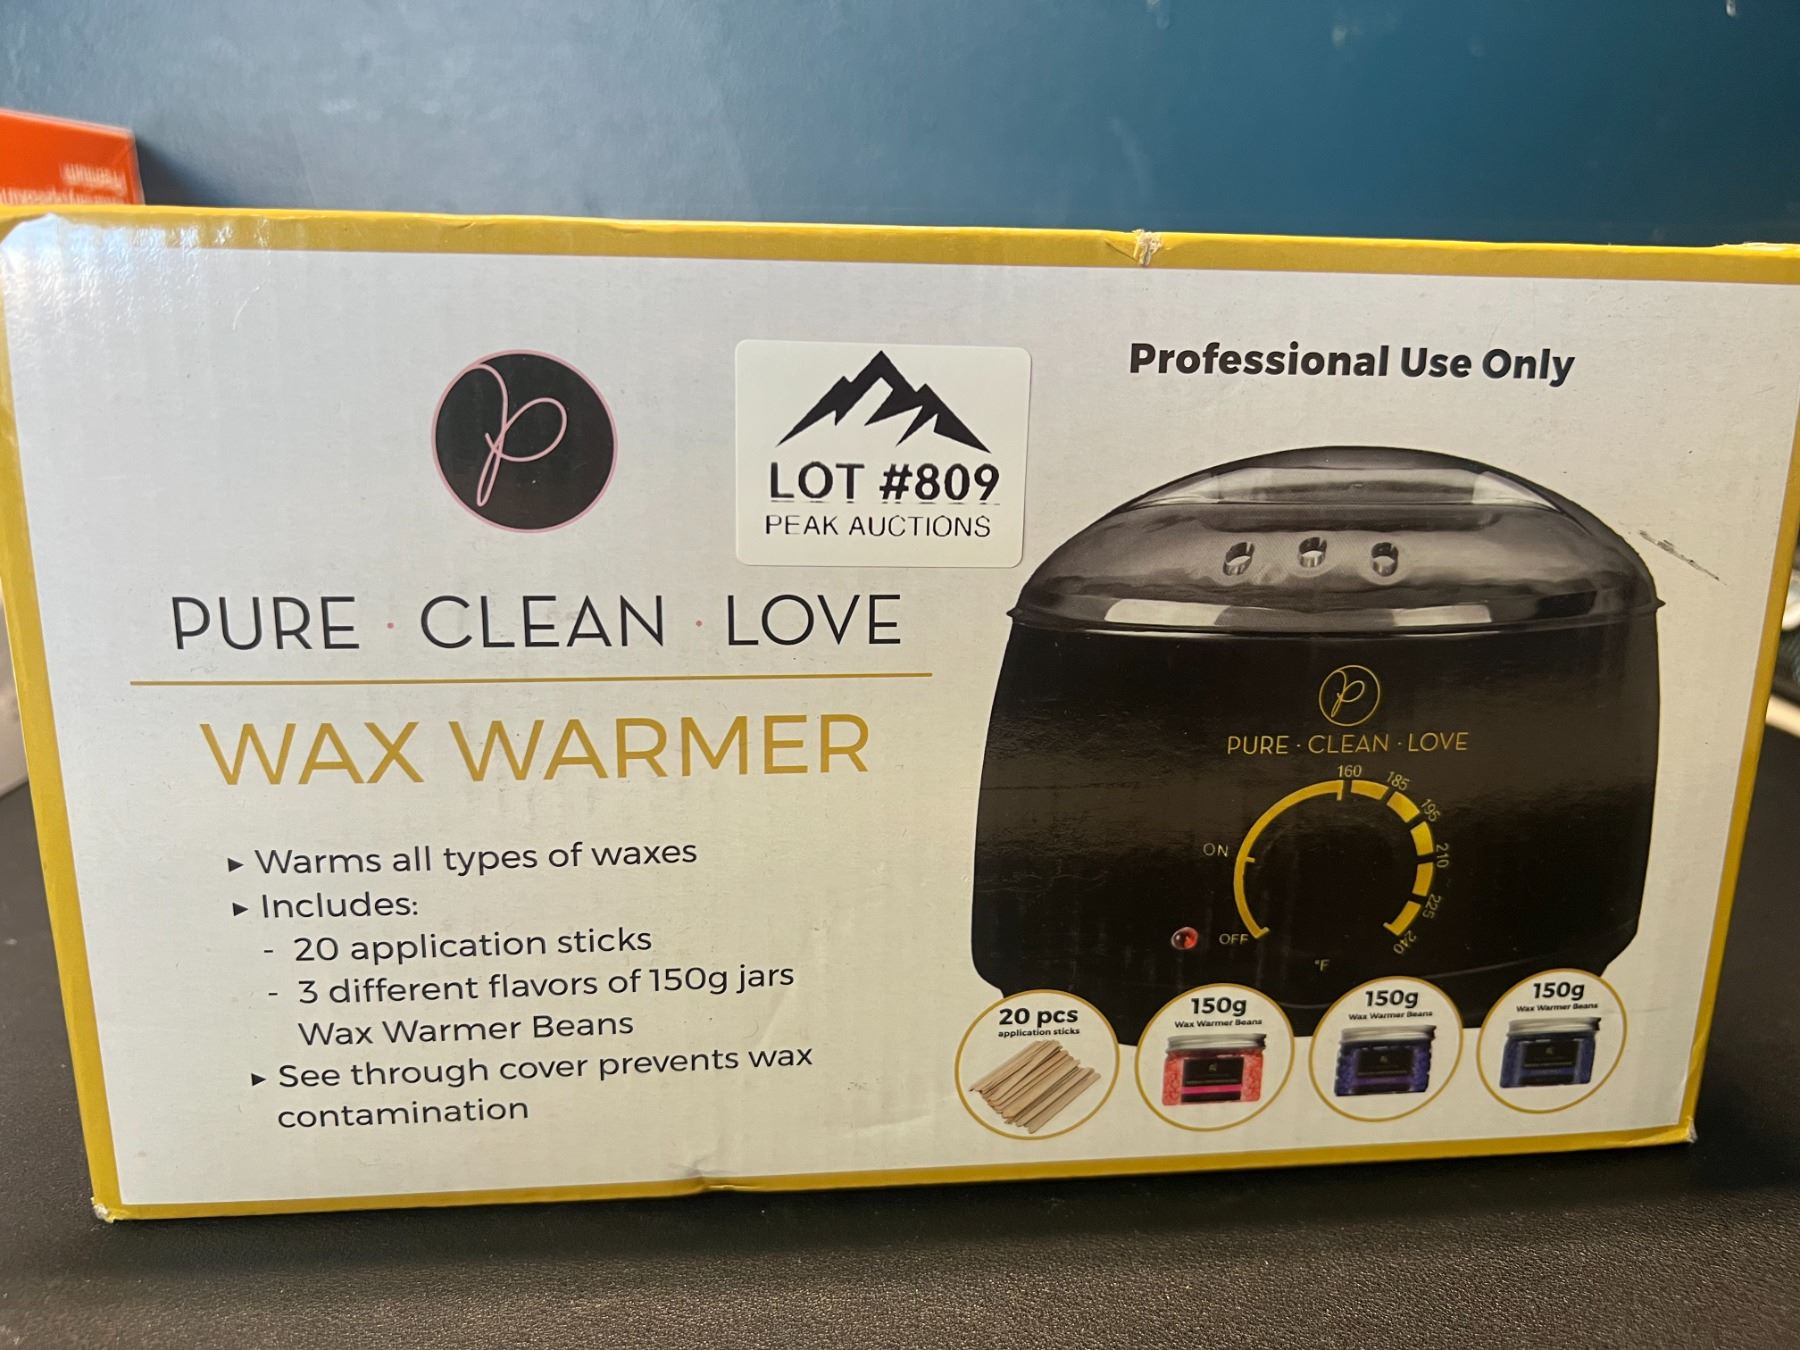 Premium
LOT #809
PEAK AUCTIONS
Professional Use Only
PURE · CLEAN · LOVE
WAX WARMER
▸ Warms all types of waxes
▸ Includes:
- 20 application sticks
- 3 different flavors of 150g jars
Wax Warmer Beans
▸ See through cover prevents wax
contamination
PURE · CLEAN · LOVE
160
185
195
210
225
240
ON
OFF
°F
20 pcs
application sticks
150g
Wax Warmer Beans
150g
Wax Warmer Beans
150g
Wax Warmer Beans